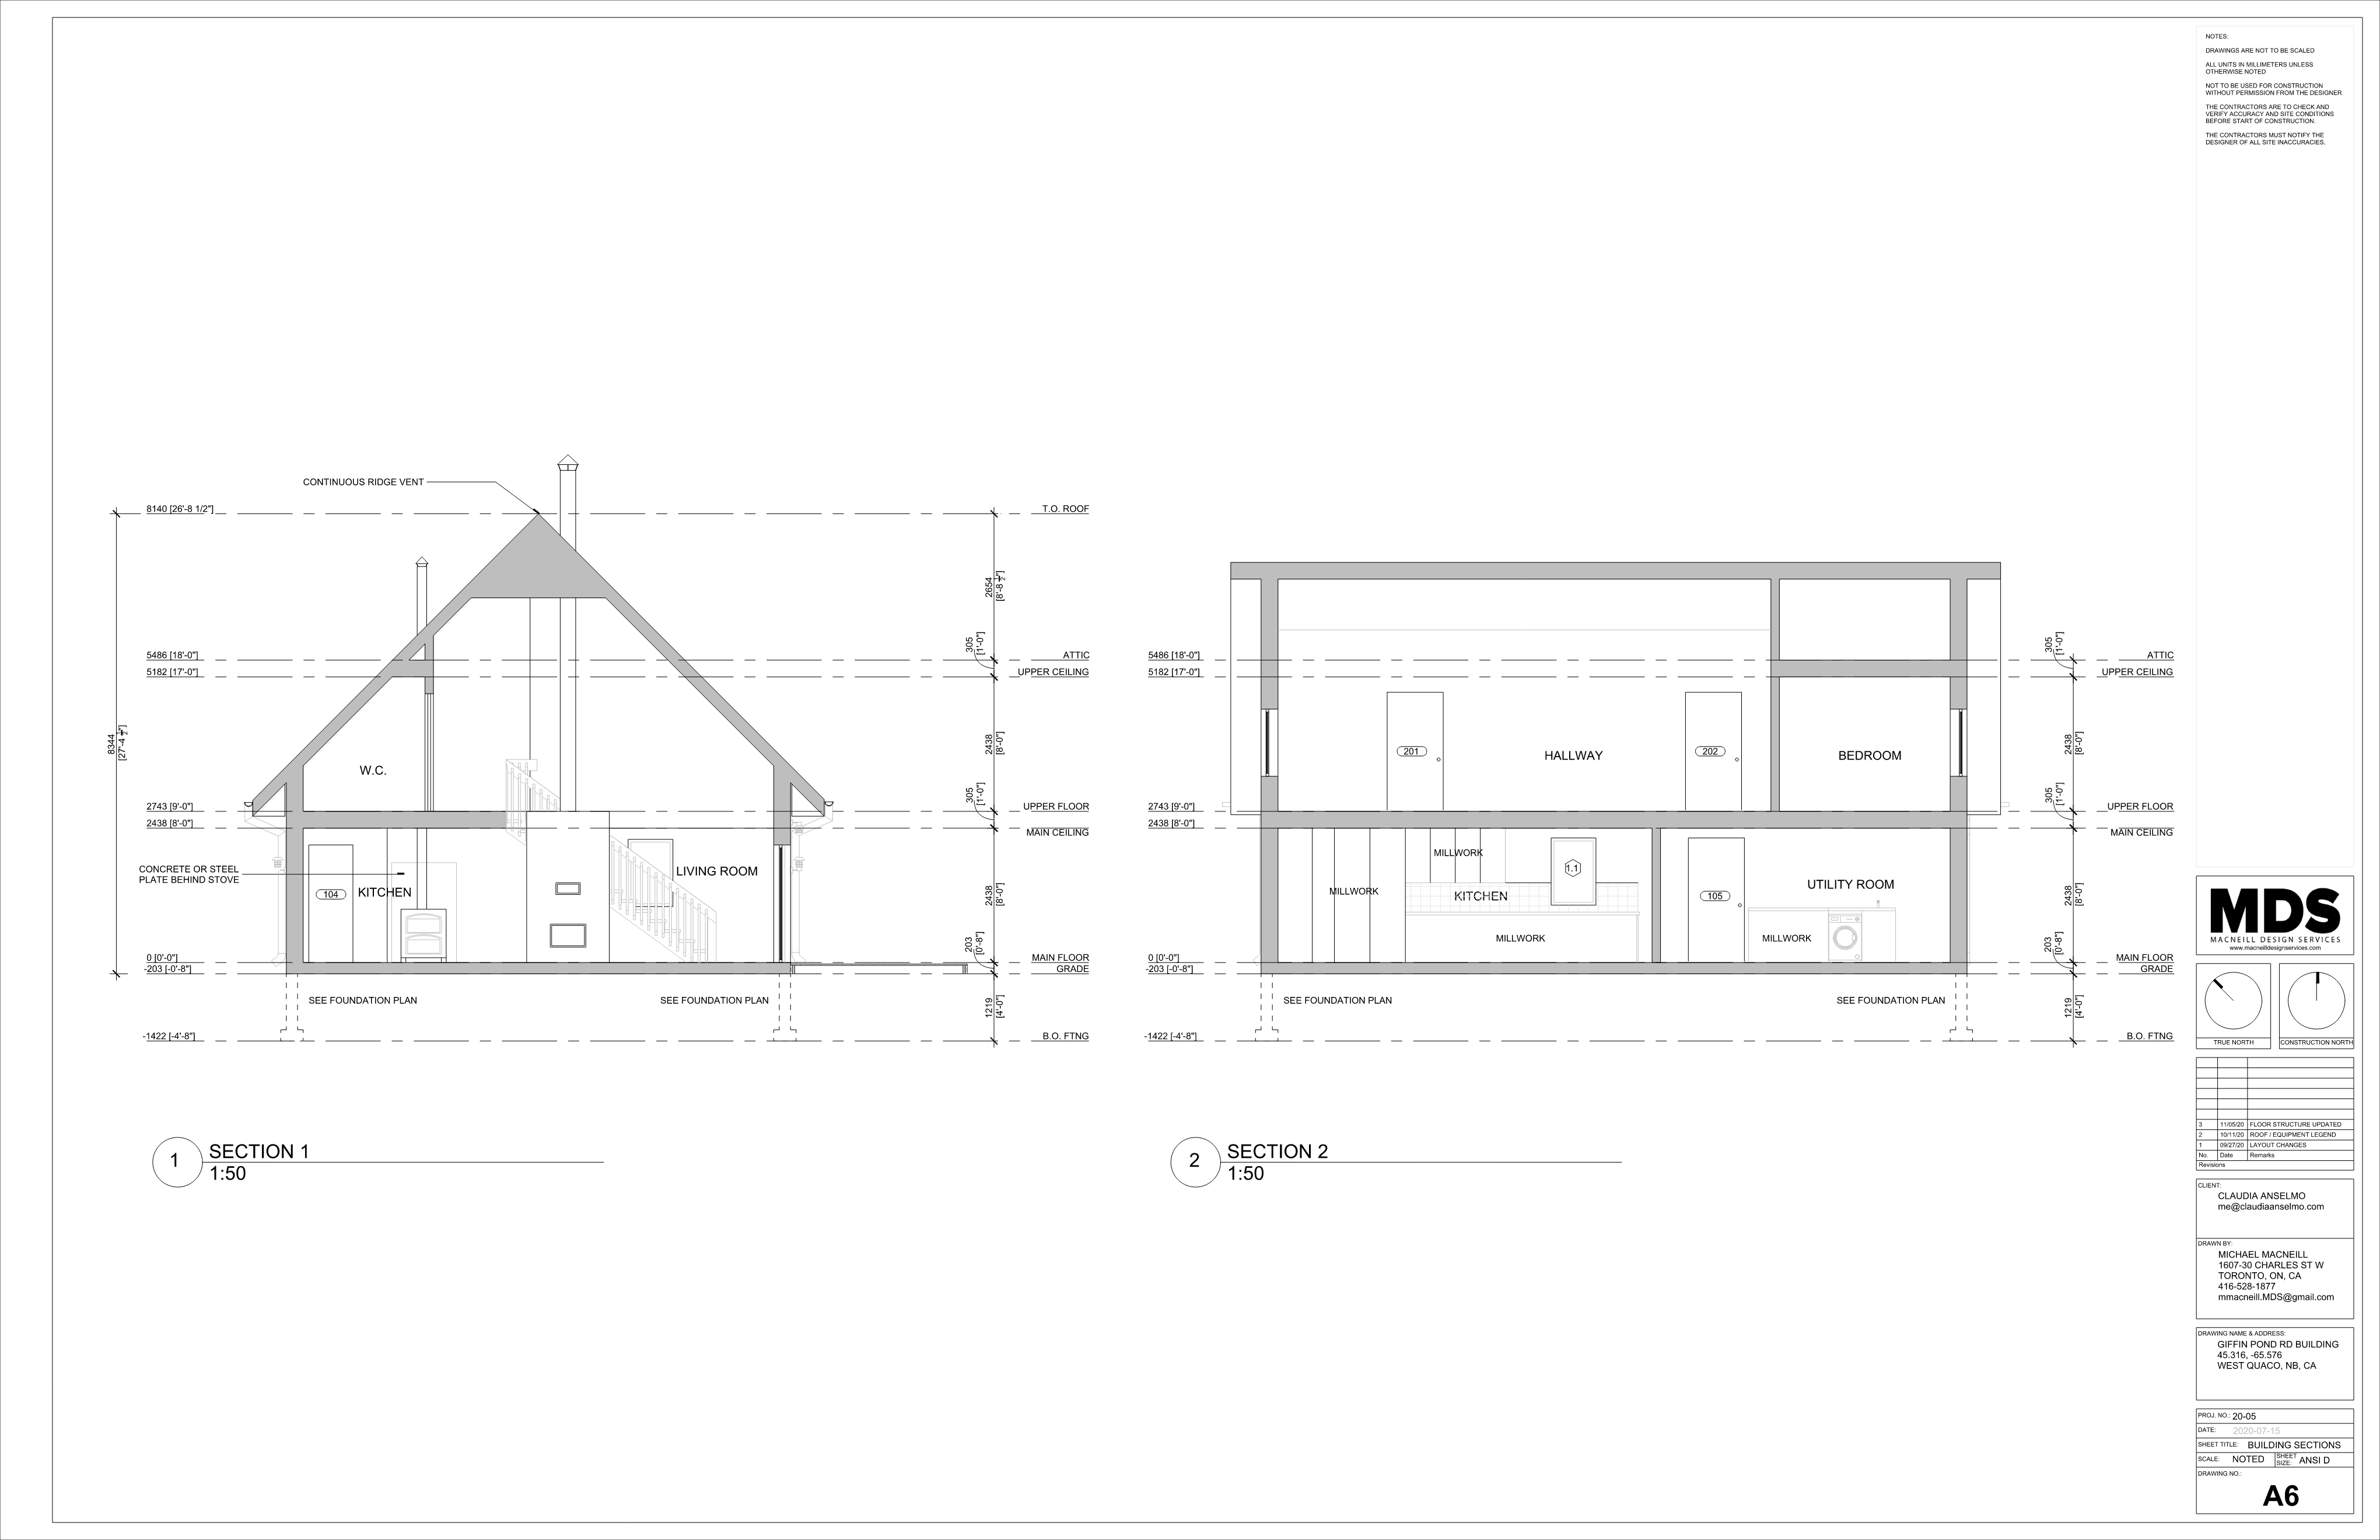 NOTES:
DRAWINGS ARE NOT TO BE SCALED
ALL UNITS IN MILLIMETERS UNLESS
OTHERWISE NOTED
NOT TO BE USED FOR CONSTRUCTION
WITHOUT PERMISSION FROM THE DESIGNER
THE CONTRACTORS ARE TO CHECK AND
VERIFY ACCURACY AND SITE CONDITIONS
BEFORE START OF CONSTRUCTION.
THE CONTRACTORS MUST NOTIFY THE
DESIGNER OF ALL SITE INACCURACIES.
CONTINUOUS RIDGE VENT
8140 [26'-8 1/2"]
T.O. ROOF
2654
[8'-8 1/2"]
305
[1'-0"]
5486 [18'-0"]
ATTIC
5182 [17'-0"]
UPPER CEILING
8344
[27'-4 1/2"]
2438
[8'-0"]
W.C.
305
[1'-0"]
2743 [9'-0"]
UPPER FLOOR
2438 [8'-0"]
MAIN CEILING
CONCRETE OR STEEL
PLATE BEHIND STOVE
104
KITCHEN
LIVING ROOM
2438
[8'-0"]
203
[0'-8"]
0 [0'-0"]
MAIN FLOOR
-203 [-0'-8"]
GRADE
SEE FOUNDATION PLAN
SEE FOUNDATION PLAN
1219
[4'-0"]
-1422 [-4'-8"]
B.O. FTNG
1
SECTION 1
1:50
305
[1'-0"]
5486 [18'-0"]
ATTIC
5182 [17'-0"]
UPPER CEILING
201
HALLWAY
202
BEDROOM
2438
[8'-0"]
305
[1'-0"]
2743 [9'-0"]
UPPER FLOOR
2438 [8'-0"]
MAIN CEILING
MILLWORK
MILLWORK
KITCHEN
1.1
MILLWORK
105
UTILITY ROOM
MILLWORK
2438
[8'-0"]
203
[0'-8"]
0 [0'-0"]
MAIN FLOOR
-203 [-0'-8"]
GRADE
SEE FOUNDATION PLAN
SEE FOUNDATION PLAN
1219
[4'-0"]
-1422 [-4'-8"]
B.O. FTNG
2
SECTION 2
1:50
MDS
MACNEILL DESIGN SERVICES
www.macneilldesignservices.com
TRUE NORTH
CONSTRUCTION NORTH
3 11/05/20 FLOOR STRUCTURE UPDATED
2 10/11/20 ROOF / EQUIPMENT LEGEND
1 09/27/20 LAYOUT CHANGES
No. Date Remarks
Revisions
CLIENT:
CLAUDIA ANSELMO
me@claudiaanselmo.com
DRAWN BY:
MICHAEL MACNEILL
1607-30 CHARLES ST W
TORONTO, ON, CA
416-528-1877
mmacneill.MDS@gmail.com
DRAWING NAME & ADDRESS:
GIFFIN POND RD BUILDING
45.316, -65.576
WEST QUACO, NB, CA
PROJ. NO.: 20-05
DATE: 2020-07-15
SHEET TITLE: BUILDING SECTIONS
SCALE: NOTED
SHEET
SIZE: ANSI D
DRAWING NO.:
A6